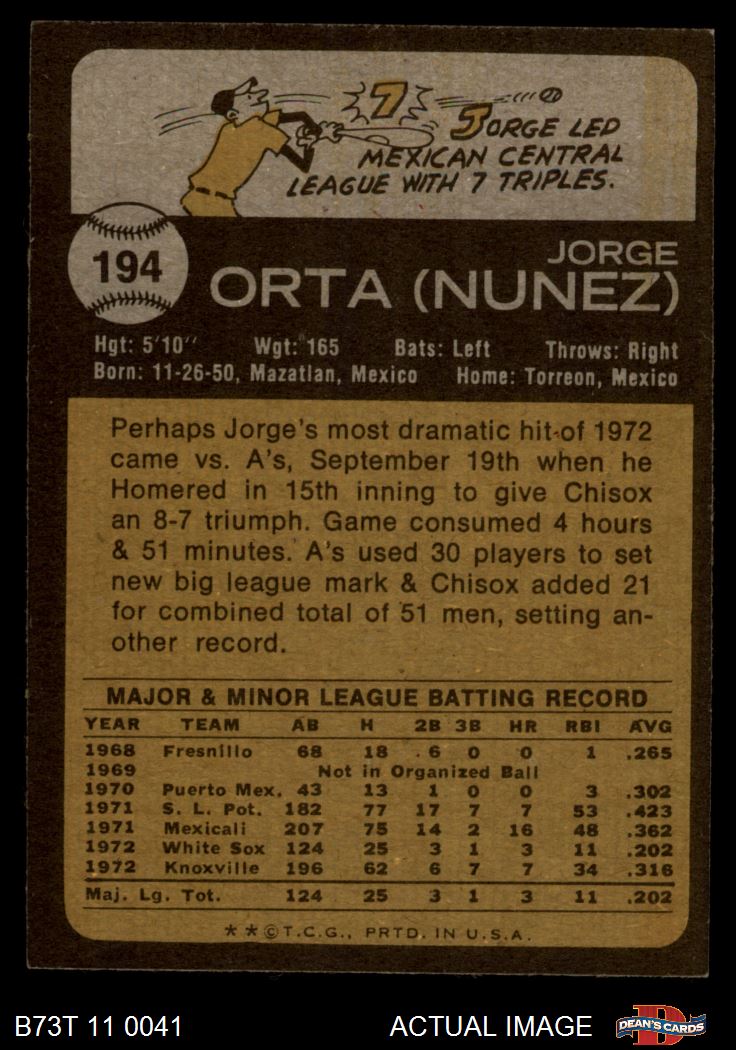 7
JORGE LED
MEXICAN CENTRAL
LEAGUE WITH 7 TRIPLES.
194
JORGE
ORTA (NUNEZ)
Hgt: 5'10" Wgt: 165 Bats: Left Throws: Right
Born: 11-26-50, Mazatlan, Mexico Home: Torreon, Mexico
Perhaps Jorge's most dramatic hit of 1972
came vs. A's, September 19th when he
Homered in 15th inning to give Chisox
an 8-7 triumph. Game consumed 4 hours
& 51 minutes. A's used 30 players to set
new big league mark & Chisox added 21
for combined total of 51 men, setting an-
other record.
MAJOR & MINOR LEAGUE BATTING RECORD
YEAR TEAM AB H 2B 3B HR RBI AVG
1968 Fresnillo 68 18 6 0 0 1 .265
1969 Not in Organized Ball
1970 Puerto Mex. 43 13 1 0 0 3 .302
1971 S. L. Pot. 182 77 17 7 7 53 .423
1971 Mexicali 207 75 14 2 16 48 .362
1972 White Sox 124 25 3 1 3 11 .202
1972 Knoxville 196 62 6 7 7 34 .316
Maj. Lg. Tot. 124 25 3 1 3 11 .202
**©T.C.G., PRTD. IN U.S.A.
B73T 11 0041 ACTUAL IMAGE
D
DEAN'S CARDS